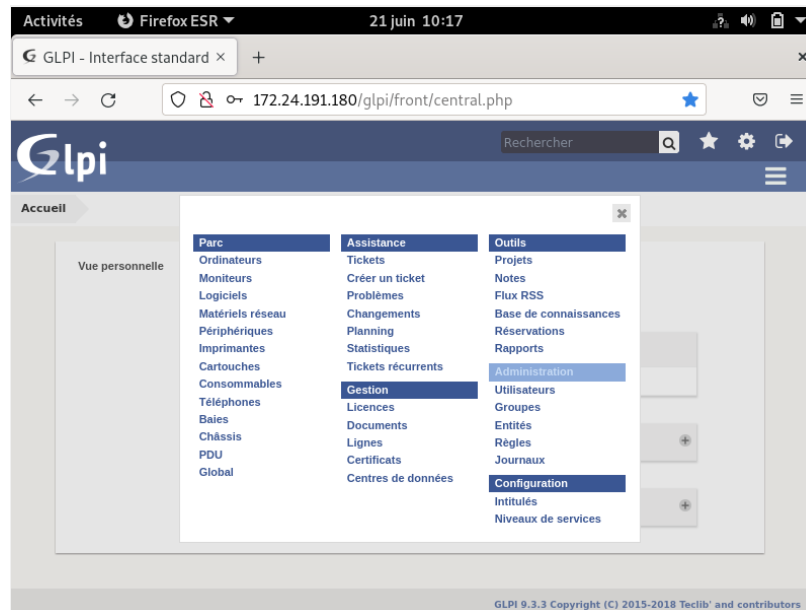 Activités Firefox ESR 21 juin 10:17
GLPI - Interface standard
172.24.191.180/glpi/front/central.php
Glpi
Rechercher
Accueil
Vue personnelle
Parc
Ordinateurs
Moniteurs
Logiciels
Matériels réseau
Périphériques
Imprimantes
Cartouches
Consommables
Téléphones
Baies
Châssis
PDU
Global
Assistance
Tickets
Créer un ticket
Problèmes
Changements
Planning
Statistiques
Tickets récurrents
Gestion
Licences
Documents
Lignes
Certificats
Centres de données
Outils
Projets
Notes
Flux RSS
Base de connaissances
Réservations
Rapports
Administration
Utilisateurs
Groupes
Entités
Règles
Journaux
Configuration
Intitulés
Niveaux de services
GLPI 9.3.3 Copyright (C) 2015-2018 Teclib' and contributors